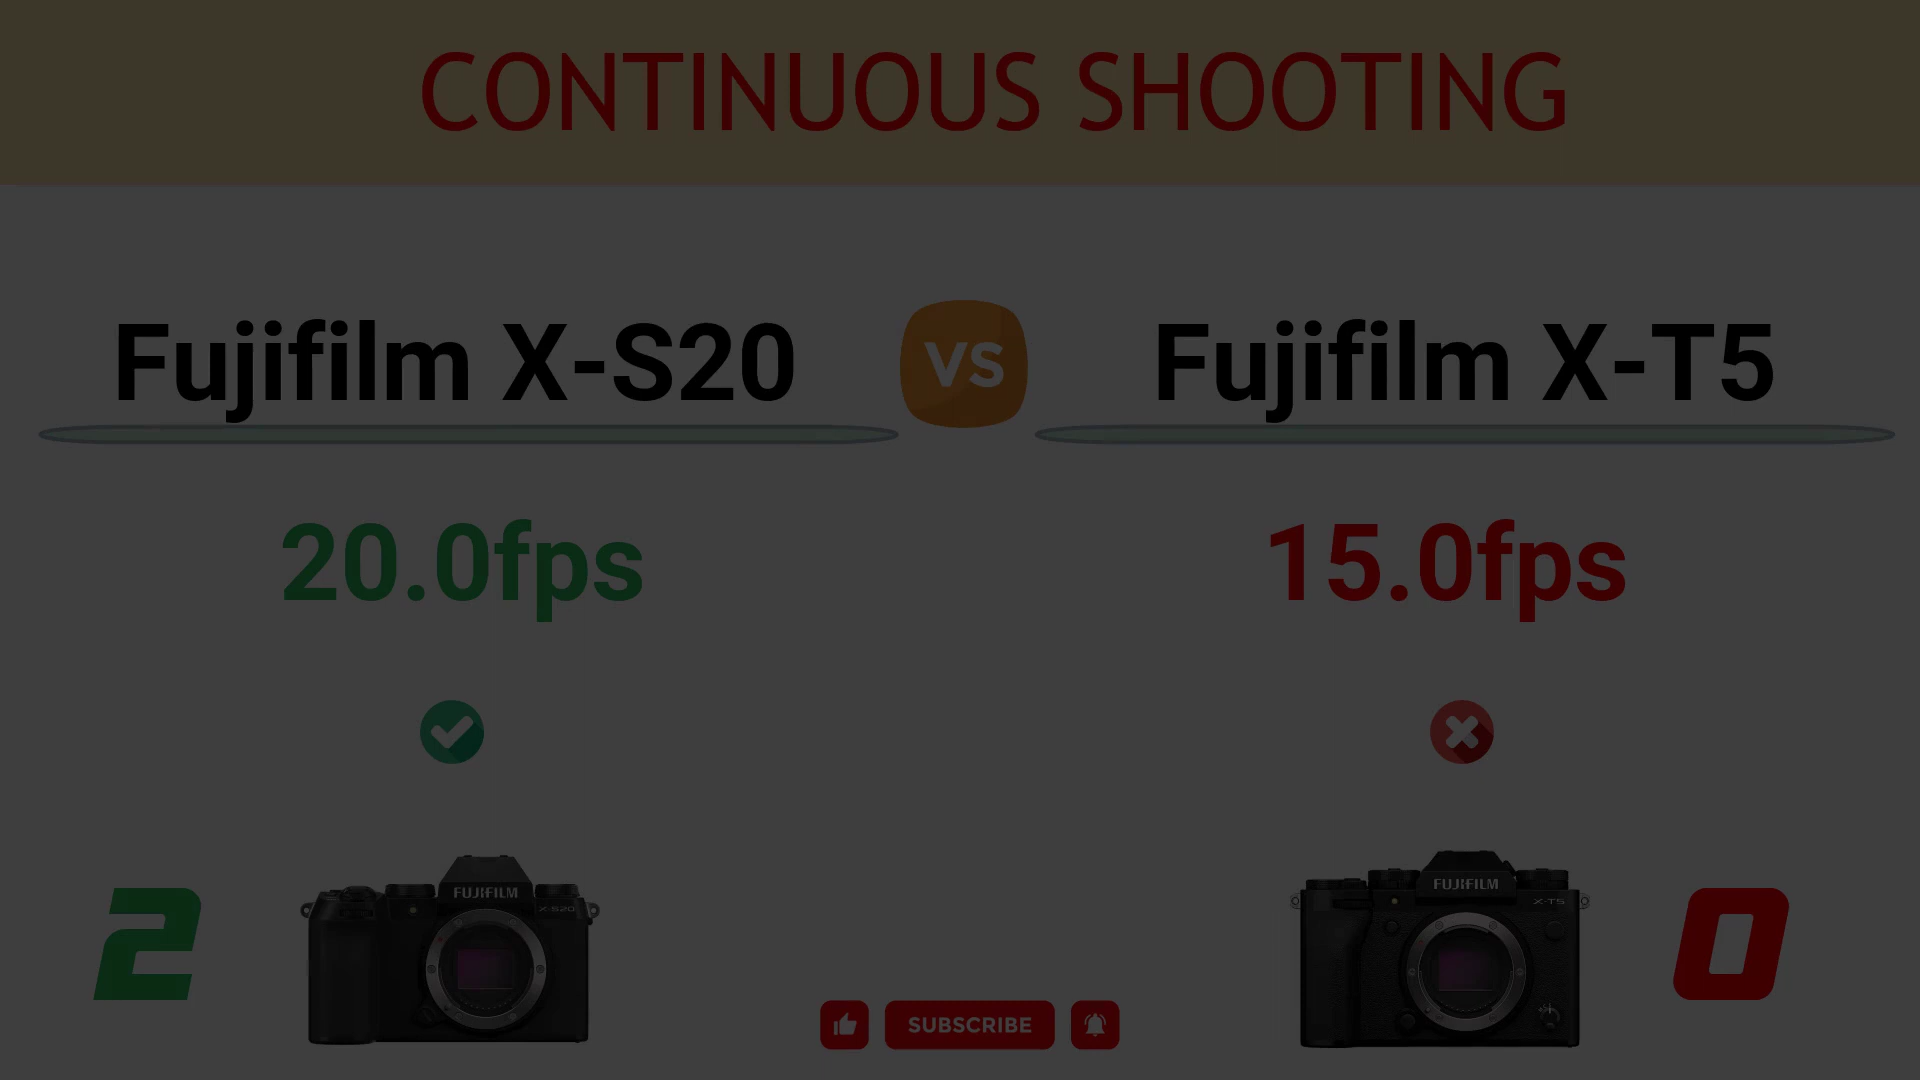 CONTINUOUS SHOOTING
Fujifilm X-S20
VS
Fujifilm X-T5
20.0fps
15.0fps
2
FUJIFILM
X-S20
FUJIFILM
X-T5
0
SUBSCRIBE